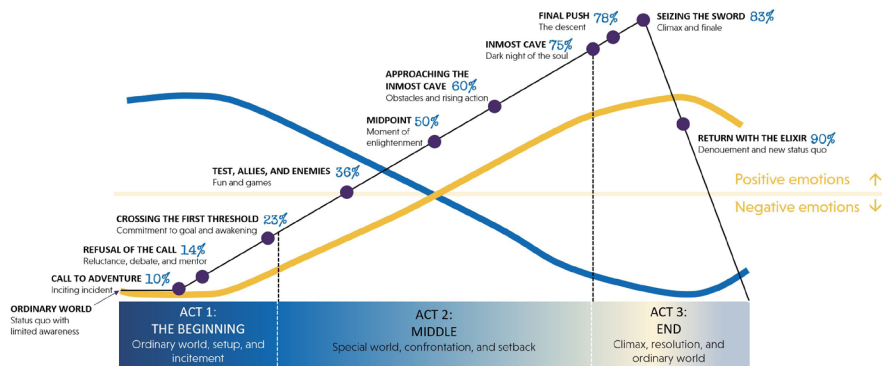 FINAL PUSH 78%
The descent
SEIZING THE SWORD 83%
Climax and finale
INMOST CAVE 75%
Dark night of the soul
APPROACHING THE
INMOST CAVE 60%
Obstacles and rising action
MIDPOINT 50%
Moment of
enlightenment
RETURN WITH THE ELIXIR 90%
Denouement and new status quo
TEST, ALLIES, AND ENEMIES 36%
Fun and games
Positive emotions ↑
Negative emotions ↓
CROSSING THE FIRST THRESHOLD 23%
Commitment to goal and awakening
REFUSAL OF THE CALL 14%
Reluctance, debate, and mentor
CALL TO ADVENTURE 10%
Inciting incident
ORDINARY WORLD
Status quo with
limited awareness
ACT 1:
THE BEGINNING
Ordinary world, setup, and
incitement
ACT 2:
MIDDLE
Special world, confrontation, and setback
ACT 3:
END
Climax, resolution, and
ordinary world